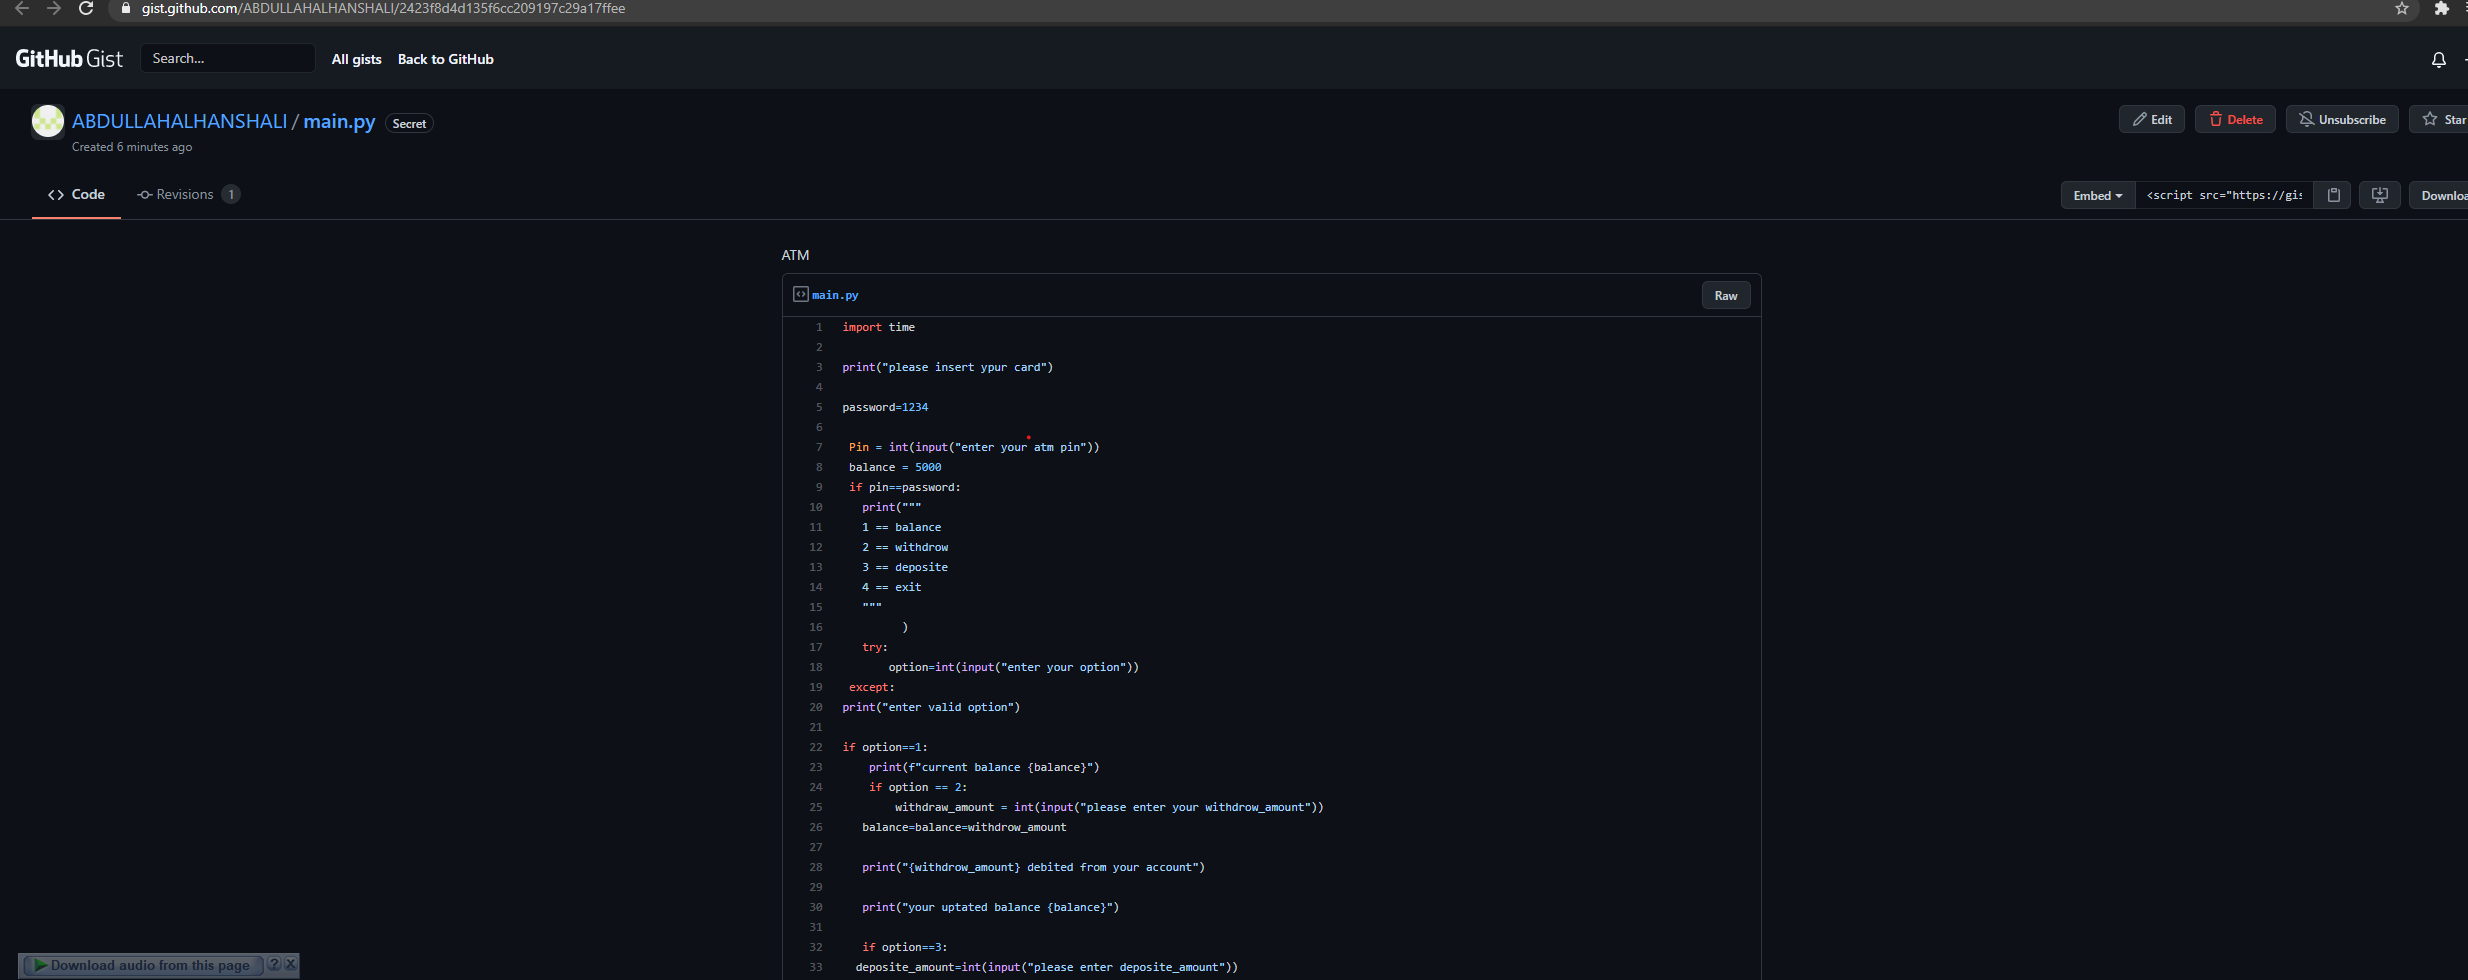 gist.github.com/ABDULLAHALHANSHALI/2423f8d4d135f6cc209197c29a17ffee
GitHub Gist Search... All gists Back to GitHub
ABDULLAHALHANSHALI / main.py Secret
Edit Delete Unsubscribe Star
Created 6 minutes ago
Code Revisions 1
Embed <script src="https://gis Downloa
ATM
main.py Raw
1 import time
2
3 print("please insert ypur card")
4
5 password=1234
6
7 Pin = int(input("enter your atm pin"))
8 balance = 5000
9 if pin==password:
10 print("""
11 1 == balance
12 2 == withdrow
13 3 == deposite
14 4 == exit
15 """
16 )
17 try:
18 option=int(input("enter your option"))
19 except:
20 print("enter valid option")
21
22 if option==1:
23 print(f"current balance {balance}")
24 if option == 2:
25 withdraw_amount = int(input("please enter your withdrow_amount"))
26 balance=balance=withdrow_amount
27
28 print("{withdrow_amount} debited from your account")
29
30 print("your uptated balance {balance}")
31
32 if option==3:
33 deposite_amount=int(input("please enter deposite_amount"))
Download audio from this page ? X